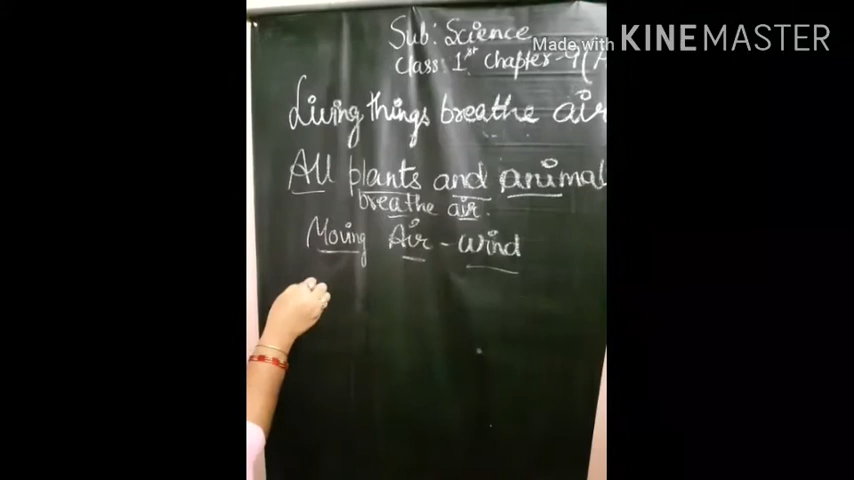 Sub: Science
Made with KINEMASTER
Class: 1st Chapter-9(A
Living things breathe air
All plants and animal
breathe air.
Moving Air - Wind